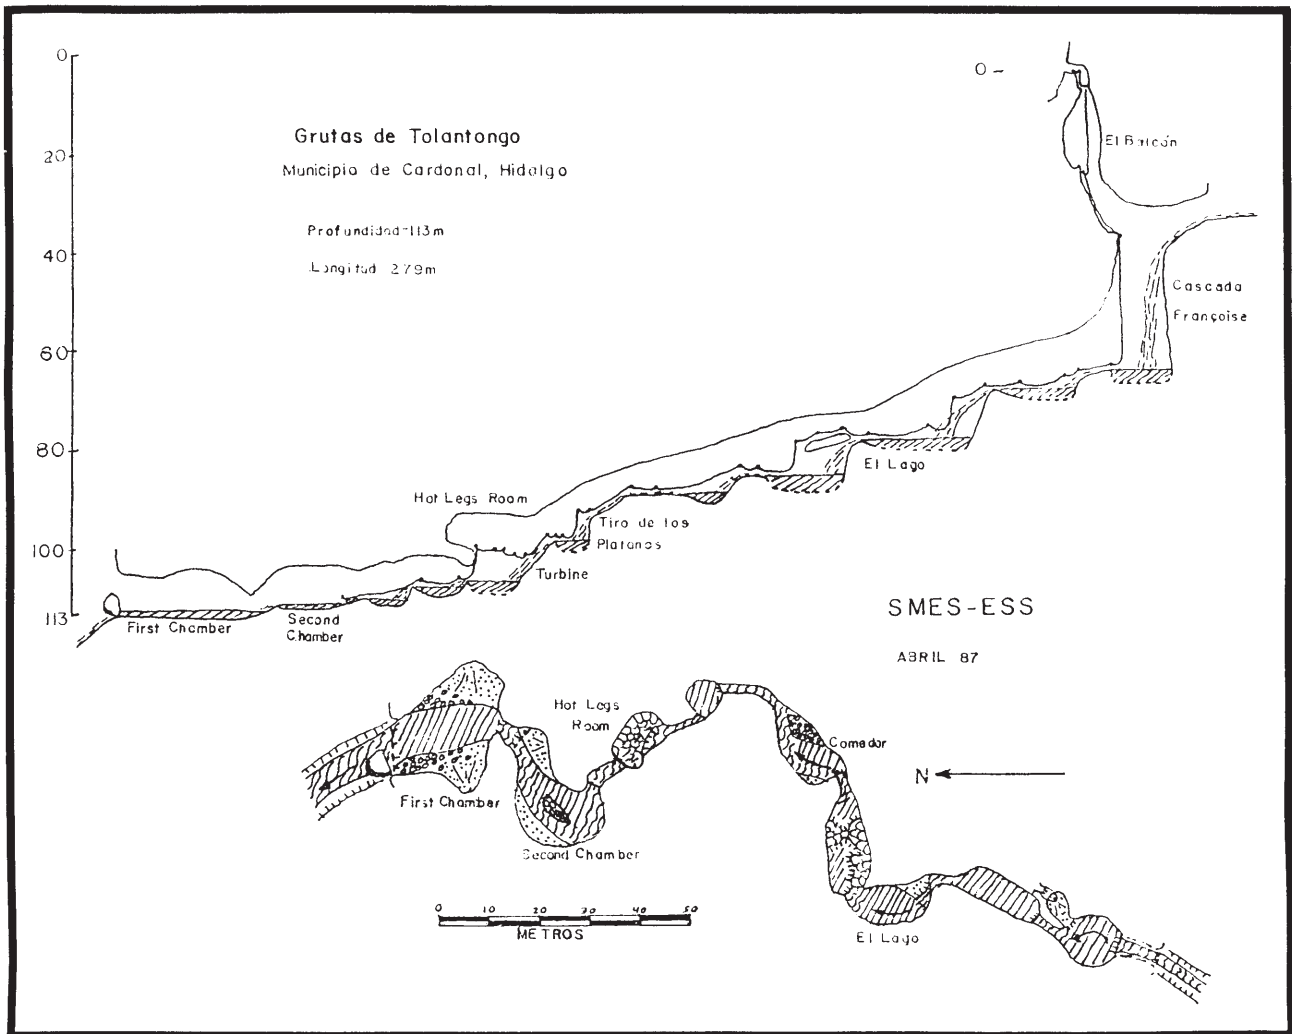 0
20
40
60
80
100
113
Grutas de Tolantongo
Municipio de Cardonal, Hidalgo
Profundidad-113m
Longitud 279m
0 –
El Balcón
Cascada
Françoise
El Lago
Hot Legs Room
Tiro de los
Platanos
Turbine
First Chamber
Second
Chamber
SMES-ESS
ABRIL 87
Hot Legs
Room
Comedor
N
First Chamber
Second Chamber
El Lago
0 10 20 30 40 50
METROS